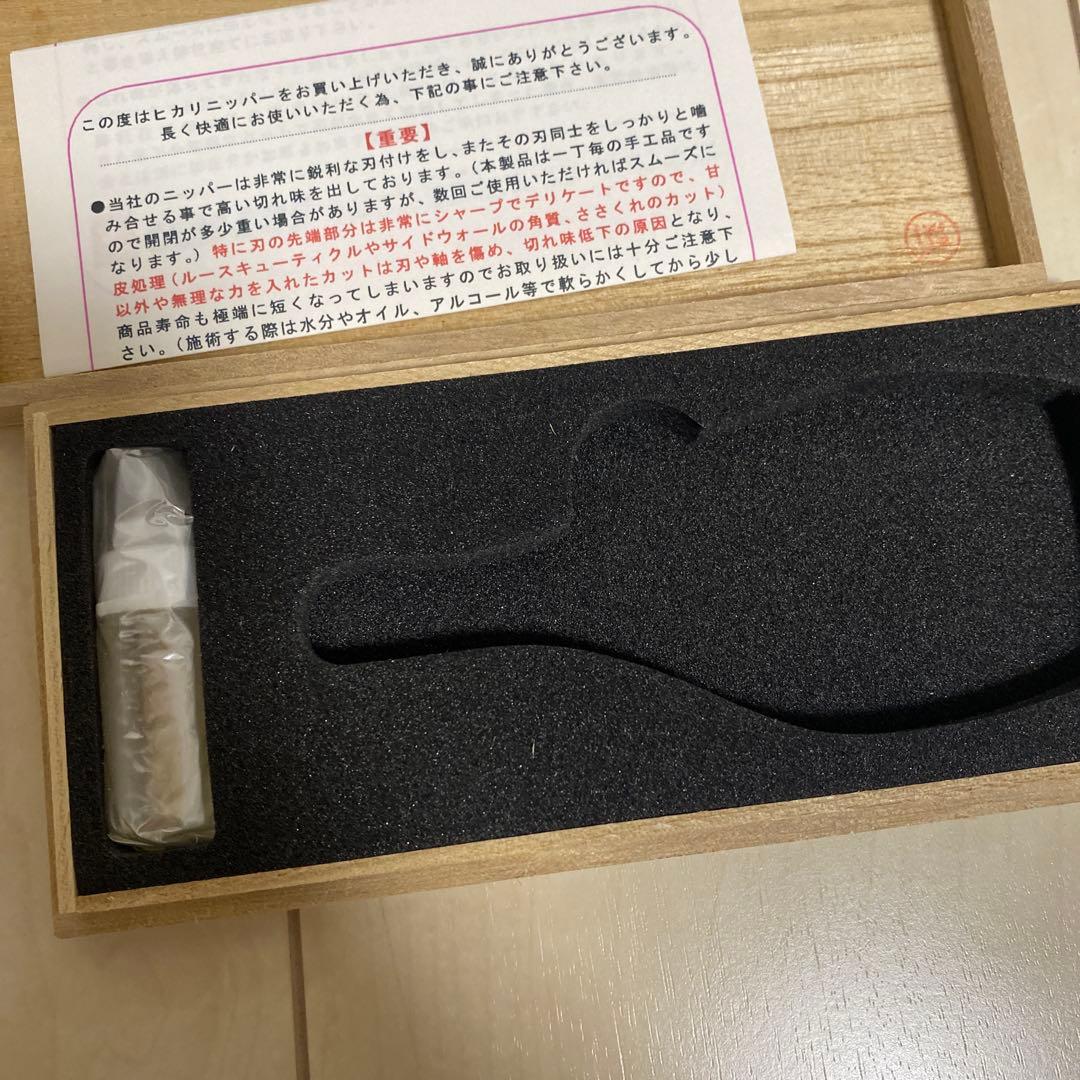 この度はヒカリニッパーをお買い上げいただき、誠にありがとうございます。
長く快適にお使いいただく為、下記の事にご注意下さい。
【重要】
●当社のニッパーは非常に鋭利な刃付けをし、またその刃同士をしっかりと噛
み合せる事で高い切れ味を出しております。（本製品は一丁毎の手工品です
ので開閉が多少重い場合がありますが、数回ご使用いただければスムーズに
なります。）特に刃の先端部分は非常にシャープでデリケートですので、甘
皮処理（ルースキューティクルやサイドウォールの角質、ささくれのカット）
以外や無理な力を入れたカットは刃や軸を傷め、切れ味低下の原因となり、
商品寿命も極端に短くなってしまいますのでお取り扱いには十分ご注意下
さい。（施術する際は水分やオイル、アルコール等で軟らかくしてから少し